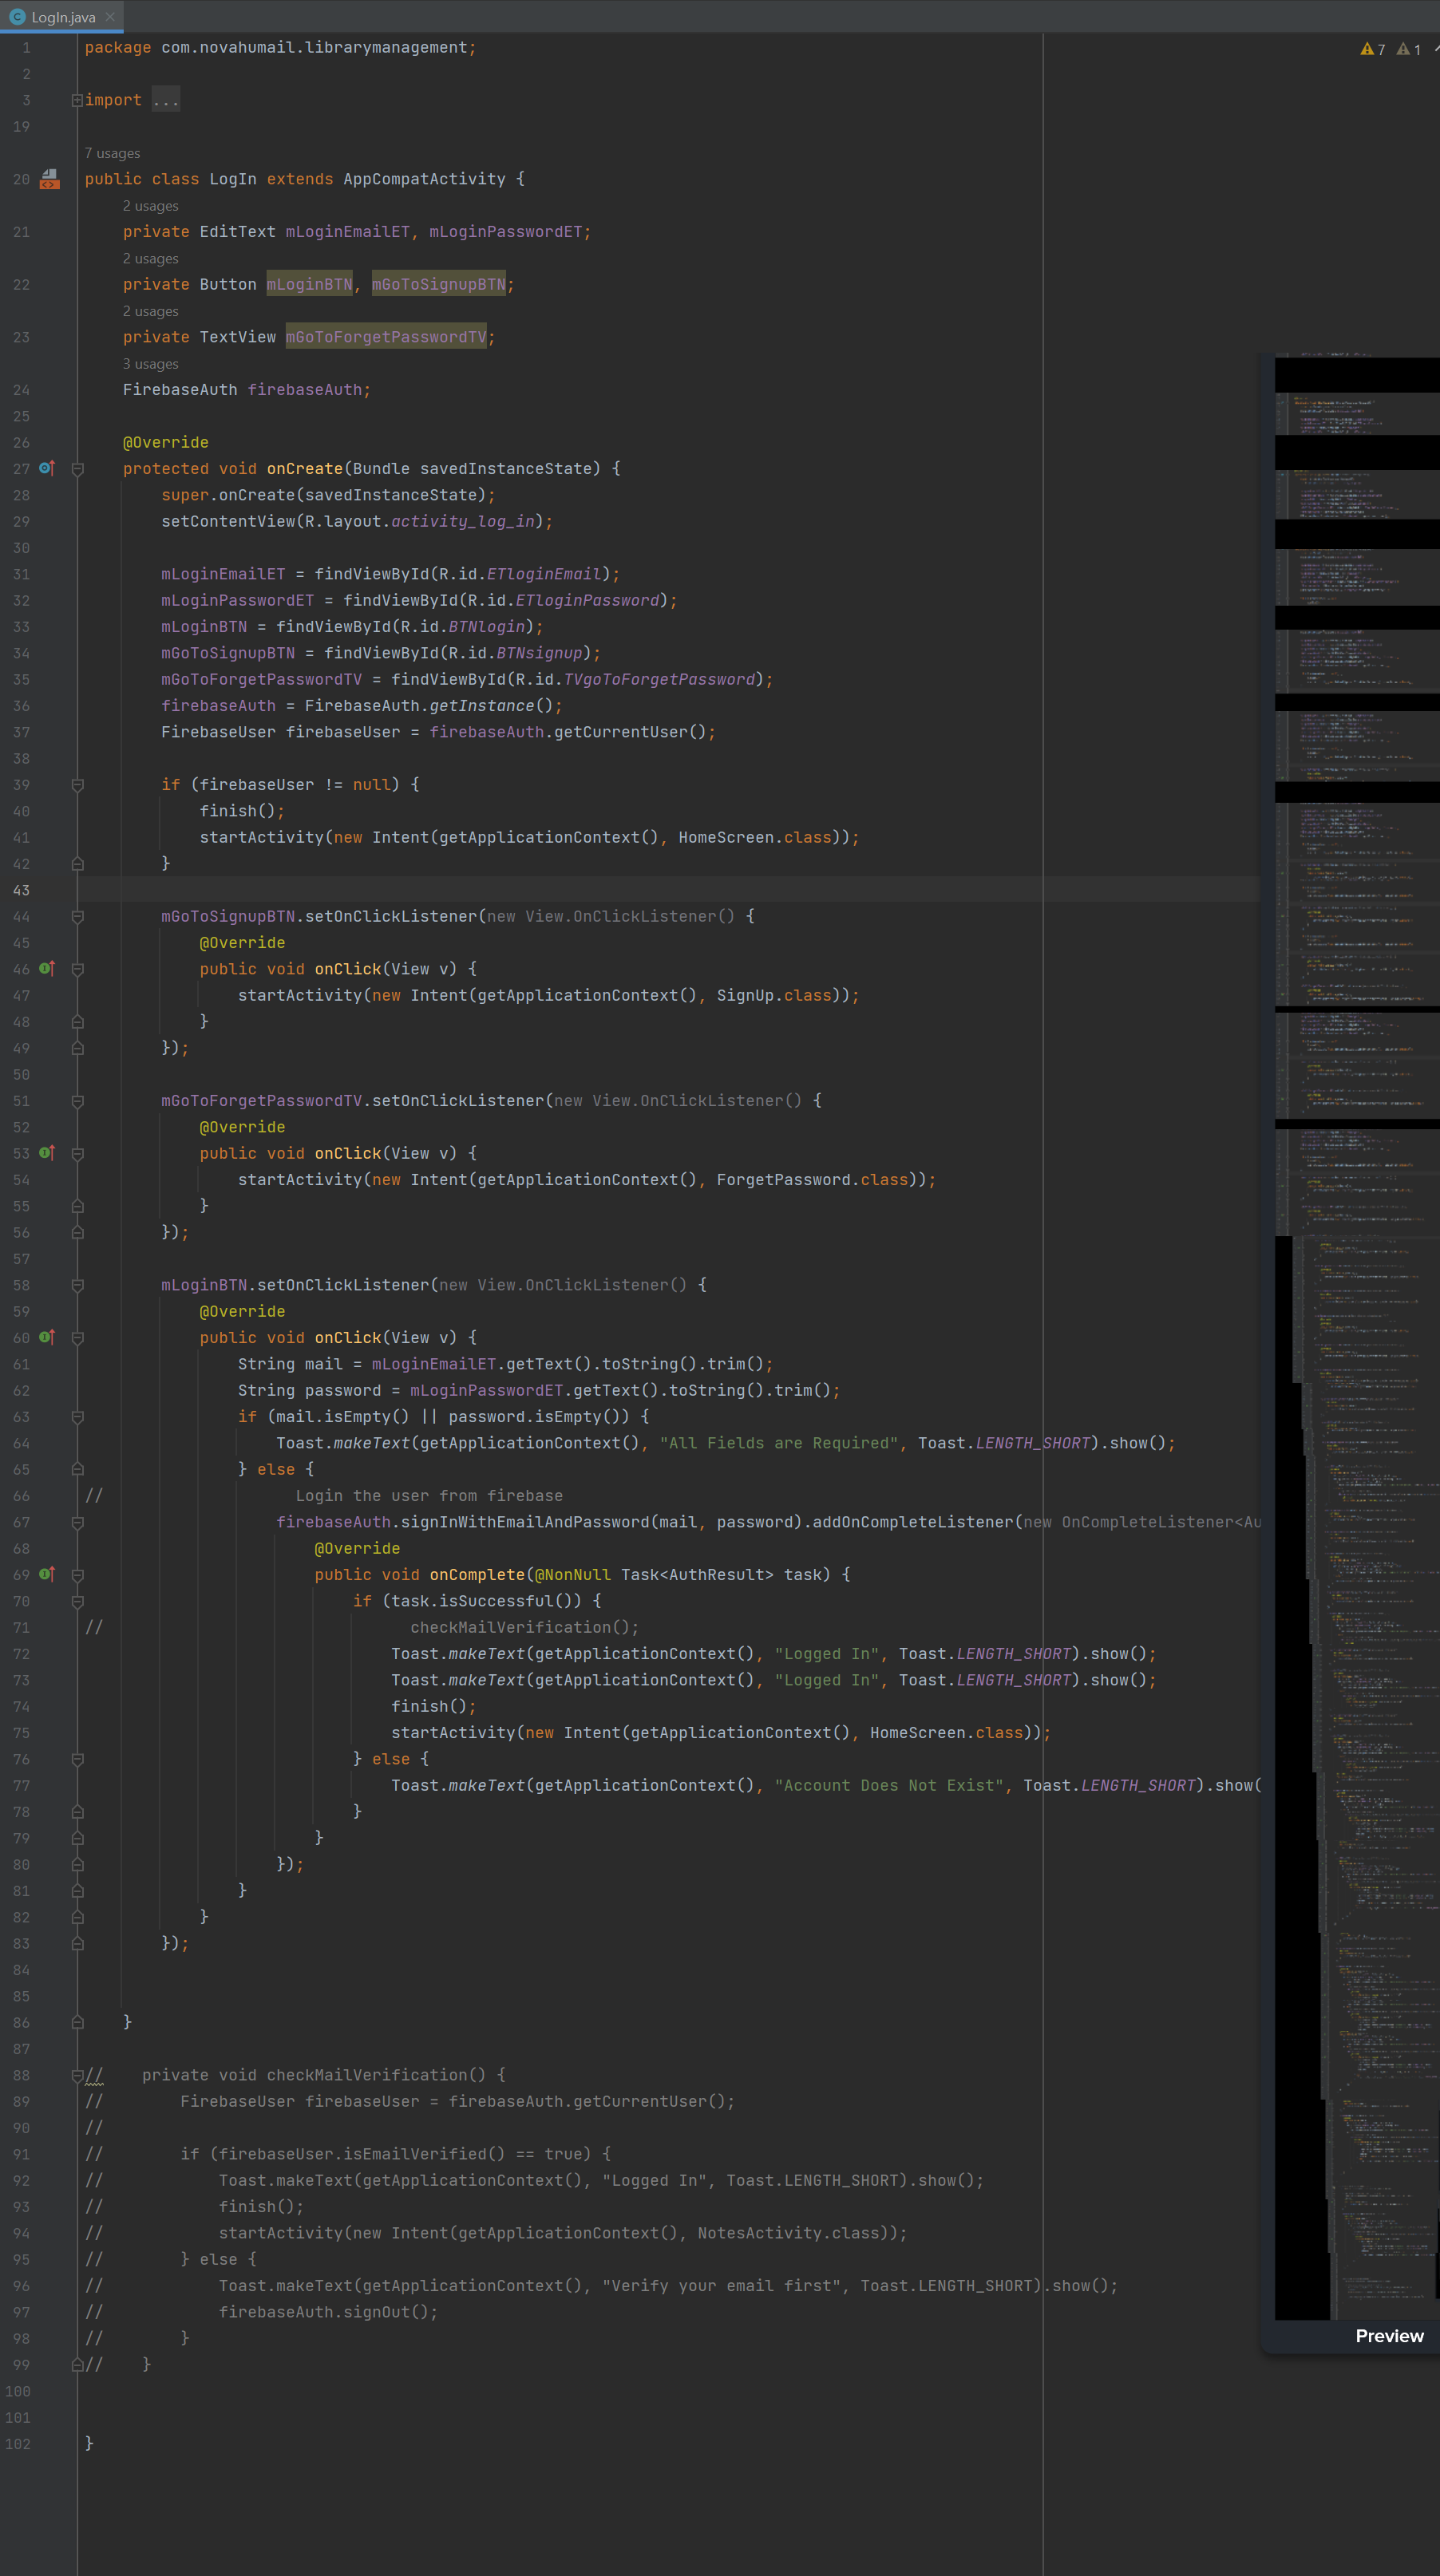 LogIn.java
7 1
1 package com.novahumail.librarymanagement;
2
3 import ...
19
7 usages
20 public class LogIn extends AppCompatActivity {
2 usages
21 private EditText mLoginEmailET, mLoginPasswordET;
2 usages
22 private Button mLoginBTN, mGoToSignupBTN;
2 usages
23 private TextView mGoToForgetPasswordTV;
3 usages
24 FirebaseAuth firebaseAuth;
25
26 @Override
27 protected void onCreate(Bundle savedInstanceState) {
28 super.onCreate(savedInstanceState);
29 setContentView(R.layout.activity_log_in);
30
31 mLoginEmailET = findViewById(R.id.ETloginEmail);
32 mLoginPasswordET = findViewById(R.id.ETloginPassword);
33 mLoginBTN = findViewById(R.id.BTNlogin);
34 mGoToSignupBTN = findViewById(R.id.BTNsignup);
35 mGoToForgetPasswordTV = findViewById(R.id.TVgoToForgetPassword);
36 firebaseAuth = FirebaseAuth.getInstance();
37 FirebaseUser firebaseUser = firebaseAuth.getCurrentUser();
38
39 if (firebaseUser != null) {
40 finish();
41 startActivity(new Intent(getApplicationContext(), HomeScreen.class));
42 }
43
44 mGoToSignupBTN.setOnClickListener(new View.OnClickListener() {
45 @Override
46 public void onClick(View v) {
47 startActivity(new Intent(getApplicationContext(), SignUp.class));
48 }
49 });
50
51 mGoToForgetPasswordTV.setOnClickListener(new View.OnClickListener() {
52 @Override
53 public void onClick(View v) {
54 startActivity(new Intent(getApplicationContext(), ForgetPassword.class));
55 }
56 });
57
58 mLoginBTN.setOnClickListener(new View.OnClickListener() {
59 @Override
60 public void onClick(View v) {
61 String mail = mLoginEmailET.getText().toString().trim();
62 String password = mLoginPasswordET.getText().toString().trim();
63 if (mail.isEmpty() || password.isEmpty()) {
64 Toast.makeText(getApplicationContext(), "All Fields are Required", Toast.LENGTH_SHORT).show();
65 } else {
66 // Login the user from firebase
67 firebaseAuth.signInWithEmailAndPassword(mail, password).addOnCompleteListener(new OnCompleteListener<Au
68 @Override
69 public void onComplete(@NonNull Task<AuthResult> task) {
70 if (task.isSuccessful()) {
71 // checkMailVerification();
72 Toast.makeText(getApplicationContext(), "Logged In", Toast.LENGTH_SHORT).show();
73 Toast.makeText(getApplicationContext(), "Logged In", Toast.LENGTH_SHORT).show();
74 finish();
75 startActivity(new Intent(getApplicationContext(), HomeScreen.class));
76 } else {
77 Toast.makeText(getApplicationContext(), "Account Does Not Exist", Toast.LENGTH_SHORT).show(
78 }
79 }
80 });
81 }
82 }
83 });
84
85
86 }
87
88 // private void checkMailVerification() {
89 // FirebaseUser firebaseUser = firebaseAuth.getCurrentUser();
90 //
91 // if (firebaseUser.isEmailVerified() == true) {
92 // Toast.makeText(getApplicationContext(), "Logged In", Toast.LENGTH_SHORT).show();
93 // finish();
94 // startActivity(new Intent(getApplicationContext(), NotesActivity.class));
95 // } else {
96 // Toast.makeText(getApplicationContext(), "Verify your email first", Toast.LENGTH_SHORT).show();
97 // firebaseAuth.signOut();
98 // }
99 // }
100
101
102 }
Preview